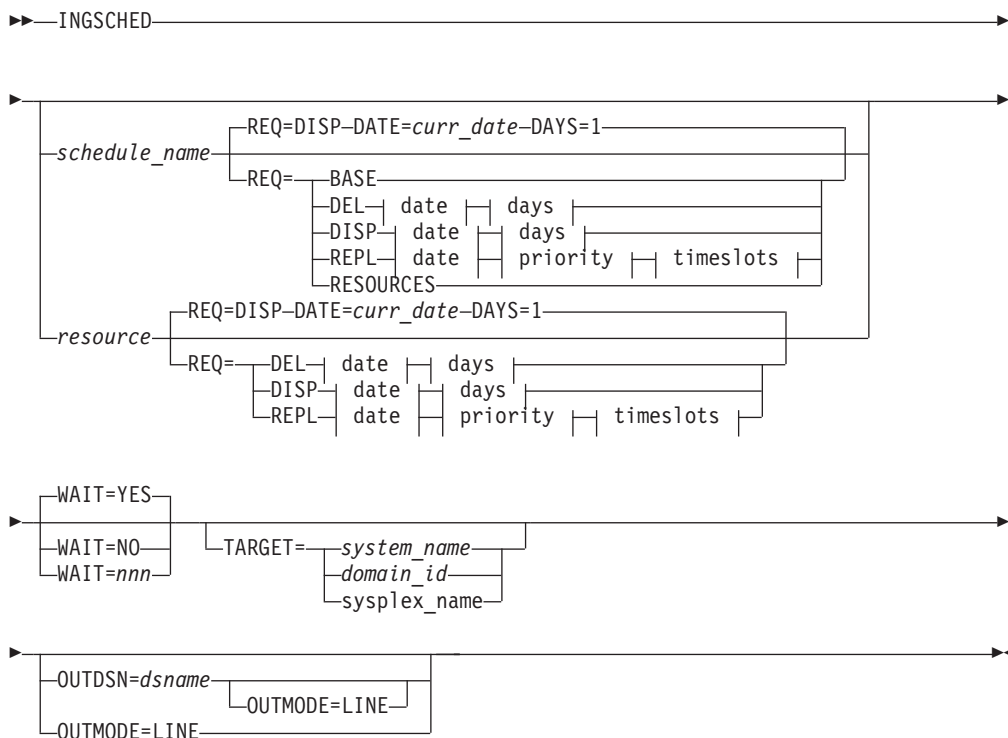 INGSCHED
REQ=DISP DATE=curr_date DAYS=1
schedule_name
REQ= BASE
DEL date days
DISP date days
REPL date priority timeslots
RESOURCES
REQ=DISP DATE=curr_date DAYS=1
resource
REQ= DEL date days
DISP date days
REPL date priority timeslots
WAIT=YES
WAIT=NO TARGET= system_name
WAIT=nnn domain_id
sysplex_name
OUTDSN=dsname
OUTMODE=LINE
OUTMODE=LINE